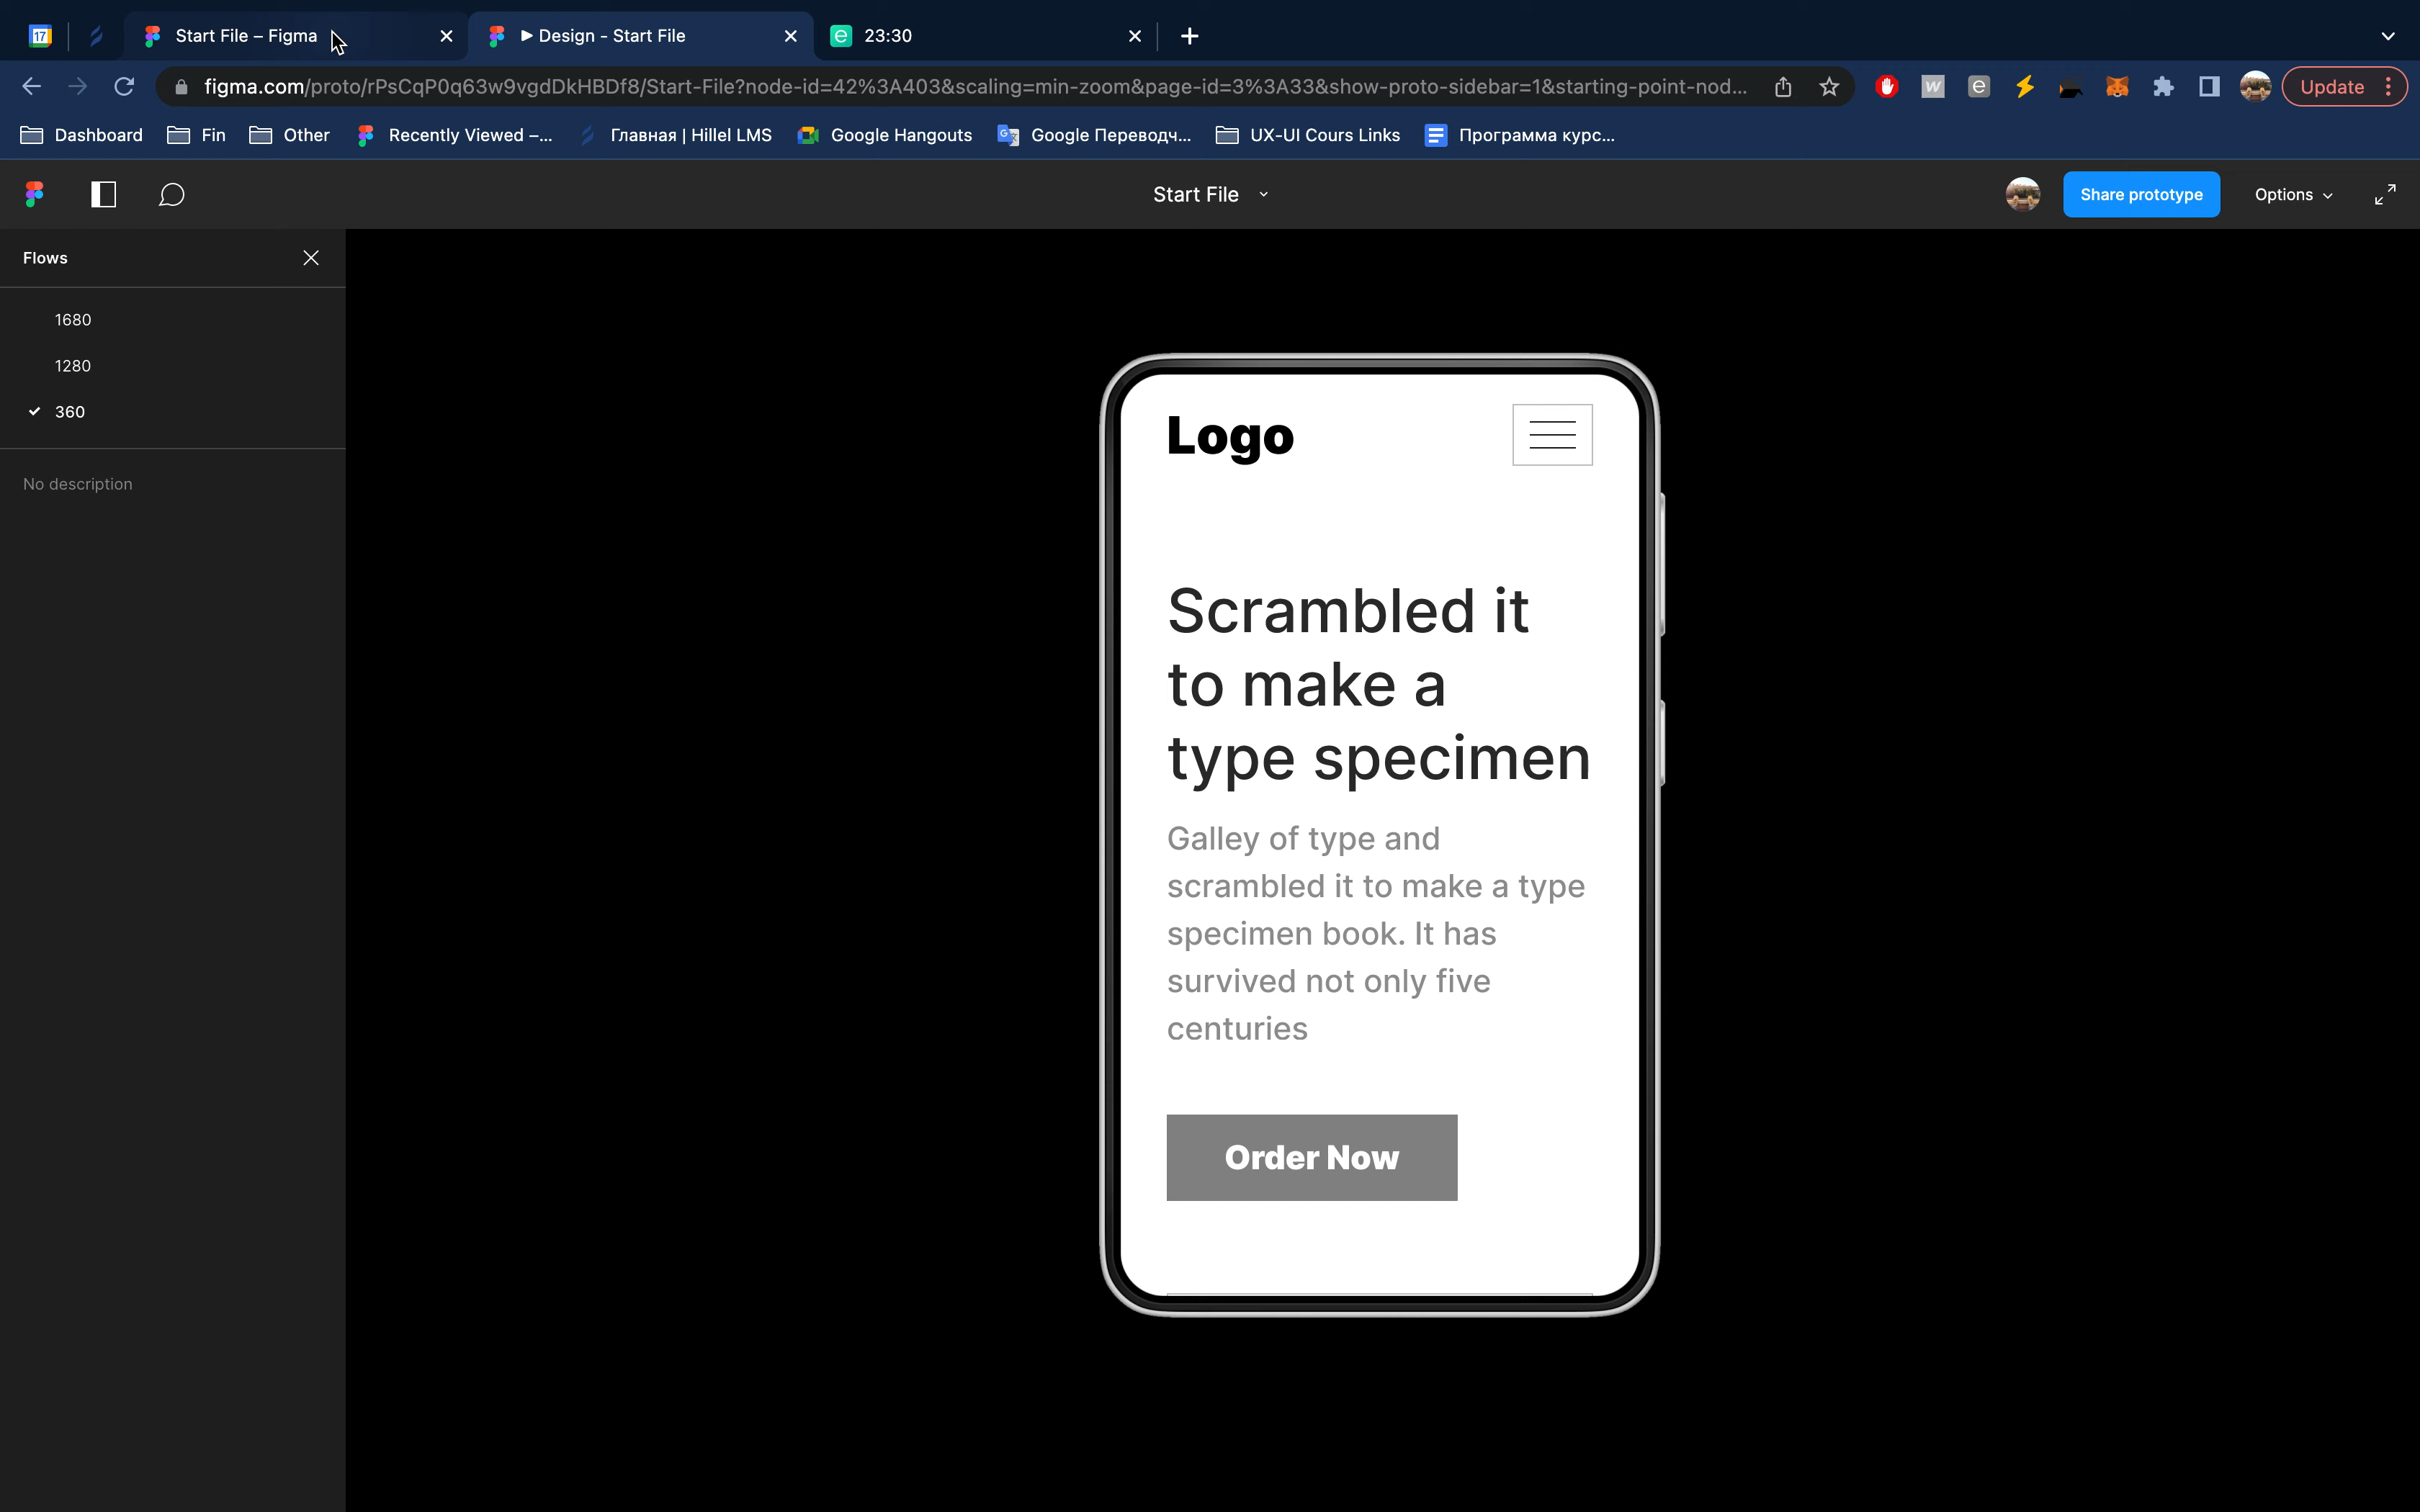 17
Start File – Figma
Design - Start File
e
23:30
figma.com/proto/rPsCqP0q63w9vgdDkHBDf8/Start-File?node-id=42%3A403&scaling=min-zoom&page-id=3%3A33&show-proto-sidebar=1&starting-point-nod...
w
e
Update
Dashboard
Fin
Other
Recently Viewed –...
Главная | Hillel LMS
Google Hangouts
Google Переводч...
UX-UI Cours Links
Программа курс...
Start File
Share prototype
Options
Flows
1680
1280
360
No description
Logo
Scrambled it
to make a
type specimen
Galley of type and
scrambled it to make a type
specimen book. It has
survived not only five
centuries
Order Now